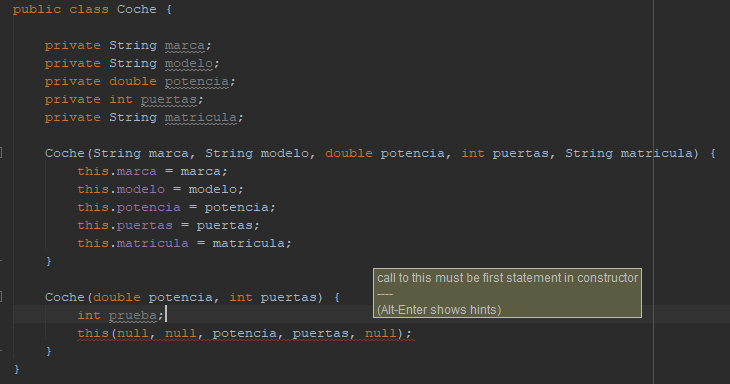 public class Coche {
private String marca;
private String modelo;
private double potencia;
private int puertas;
private String matricula;
Coche(String marca, String modelo, double potencia, int puertas, String matricula) {
this.marca = marca;
this.modelo = modelo;
this.potencia = potencia;
this.puertas = puertas;
this.matricula = matricula;
}
call to this must be first statement in constructor
----
(Alt-Enter shows hints)
Coche(double potencia, int puertas) {
int prueba;
this(null, null, potencia, puertas, null);
}
}